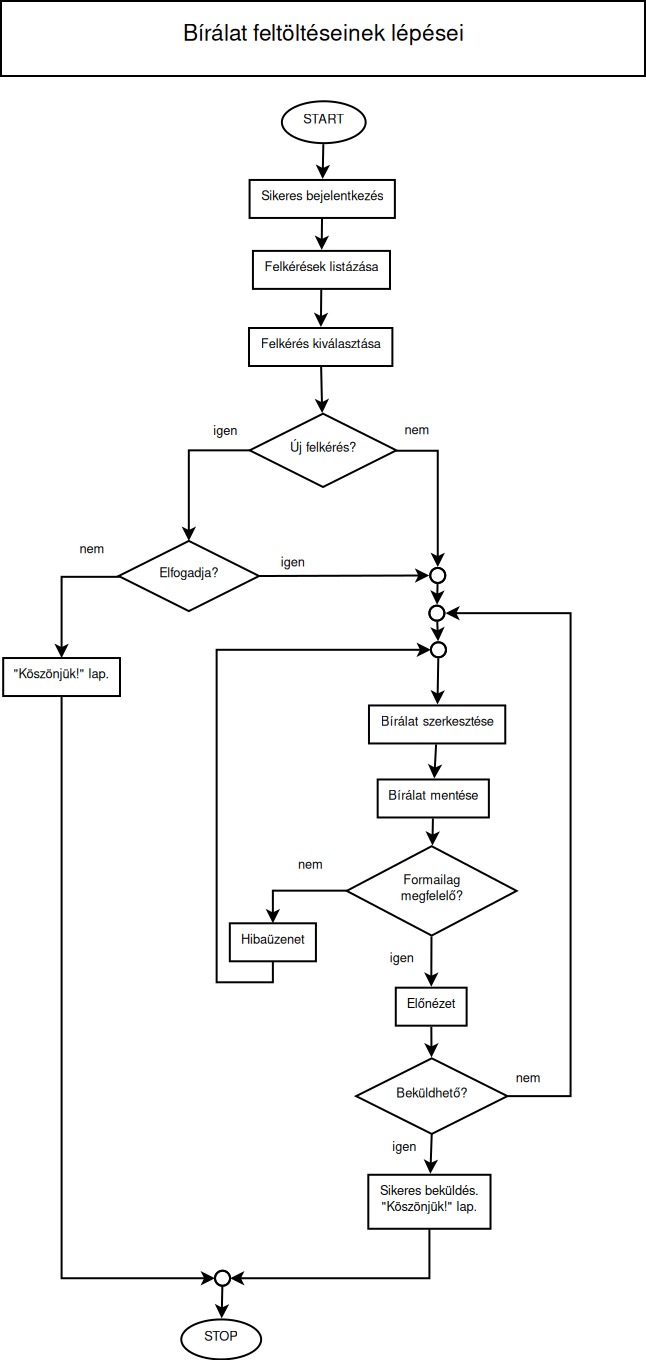 Bírálat feltöltéseinek lépései
START
Sikeres bejelentkezés
Felkérések listázása
Felkérés kiválasztása
igen
nem
Új felkérés?
nem
igen
Elfogadja?
"Köszönjük!" lap.
Bírálat szerkesztése
Bírálat mentése
nem
Formailag
megfelelő?
Hibaüzenet
igen
Előnézet
nem
Beküldhető?
igen
Sikeres beküldés.
"Köszönjük!" lap.
STOP